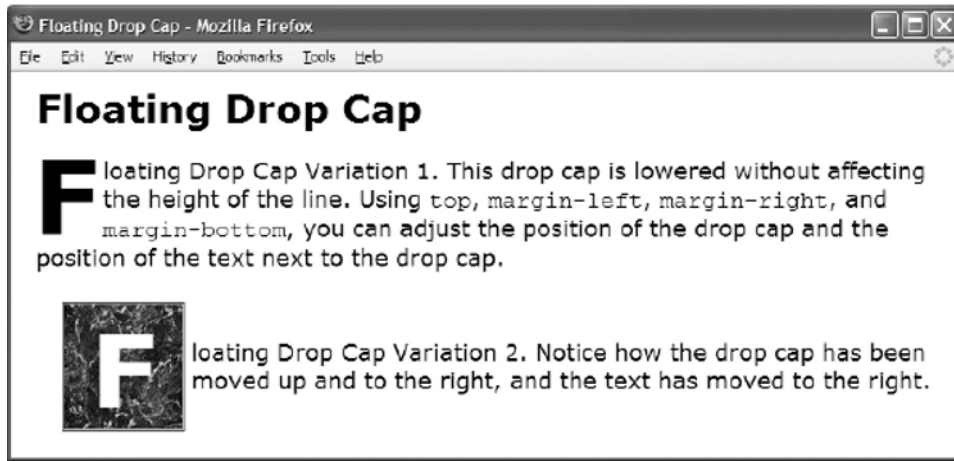 Floating Drop Cap - Mozilla Firefox
File Edit View History Bookmarks Tools Help
Floating Drop Cap
Floating Drop Cap Variation 1. This drop cap is lowered without affecting
the height of the line. Using top, margin-left, margin-right, and
margin-bottom, you can adjust the position of the drop cap and the
position of the text next to the drop cap.
Floating Drop Cap Variation 2. Notice how the drop cap has been
moved up and to the right, and the text has moved to the right.